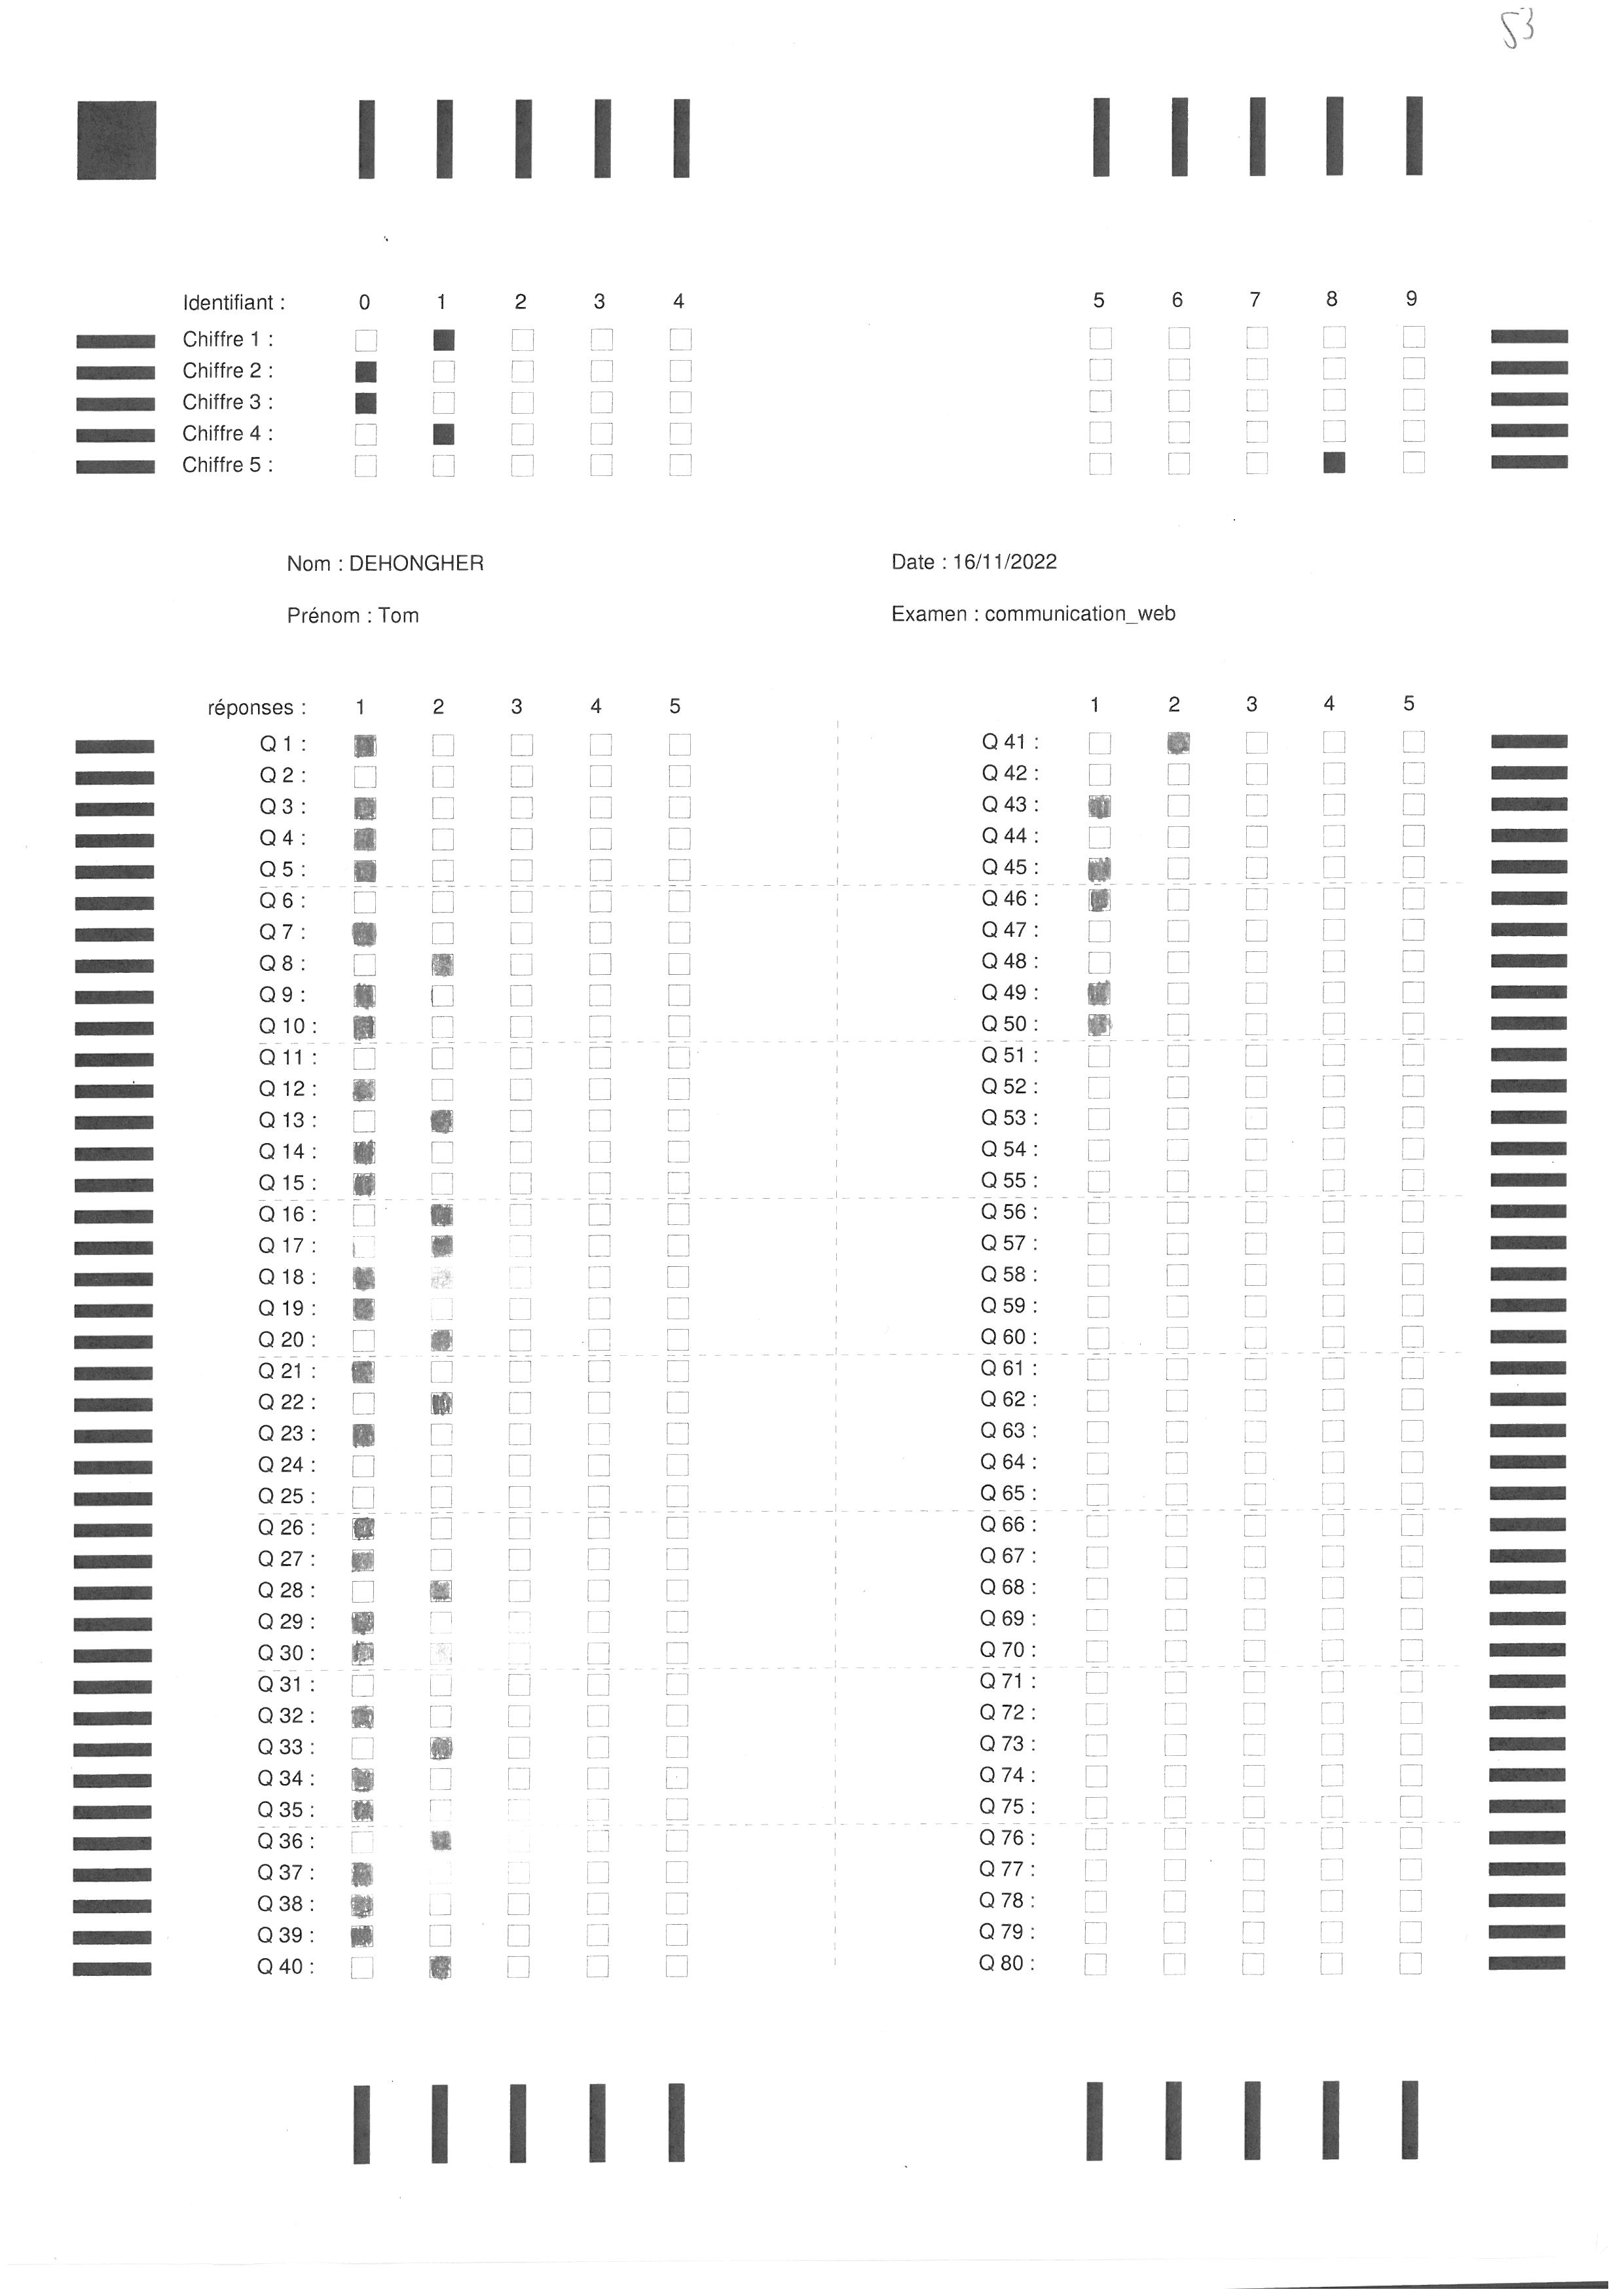 53
Identifiant : 0 1 2 3 4 5 6 7 8 9
Chiffre 1 :
Chiffre 2 :
Chiffre 3 :
Chiffre 4 :
Chiffre 5 :
Nom : DEHONGHER Date : 16/11/2022
Prénom : Tom Examen : communication_web
réponses : 1 2 3 4 5 1 2 3 4 5
Q 1 : Q 41 :
Q 2 : Q 42 :
Q 3 : Q 43 :
Q 4 : Q 44 :
Q 5 : Q 45 :
Q 6 : Q 46 :
Q 7 : Q 47 :
Q 8 : Q 48 :
Q 9 : Q 49 :
Q 10 : Q 50 :
Q 11 : Q 51 :
Q 12 : Q 52 :
Q 13 : Q 53 :
Q 14 : Q 54 :
Q 15 : Q 55 :
Q 16 : Q 56 :
Q 17 : Q 57 :
Q 18 : Q 58 :
Q 19 : Q 59 :
Q 20 : Q 60 :
Q 21 : Q 61 :
Q 22 : Q 62 :
Q 23 : Q 63 :
Q 24 : Q 64 :
Q 25 : Q 65 :
Q 26 : Q 66 :
Q 27 : Q 67 :
Q 28 : Q 68 :
Q 29 : Q 69 :
Q 30 : Q 70 :
Q 31 : Q 71 :
Q 32 : Q 72 :
Q 33 : Q 73 :
Q 34 : Q 74 :
Q 35 : Q 75 :
Q 36 : Q 76 :
Q 37 : Q 77 :
Q 38 : Q 78 :
Q 39 : Q 79 :
Q 40 : Q 80 :